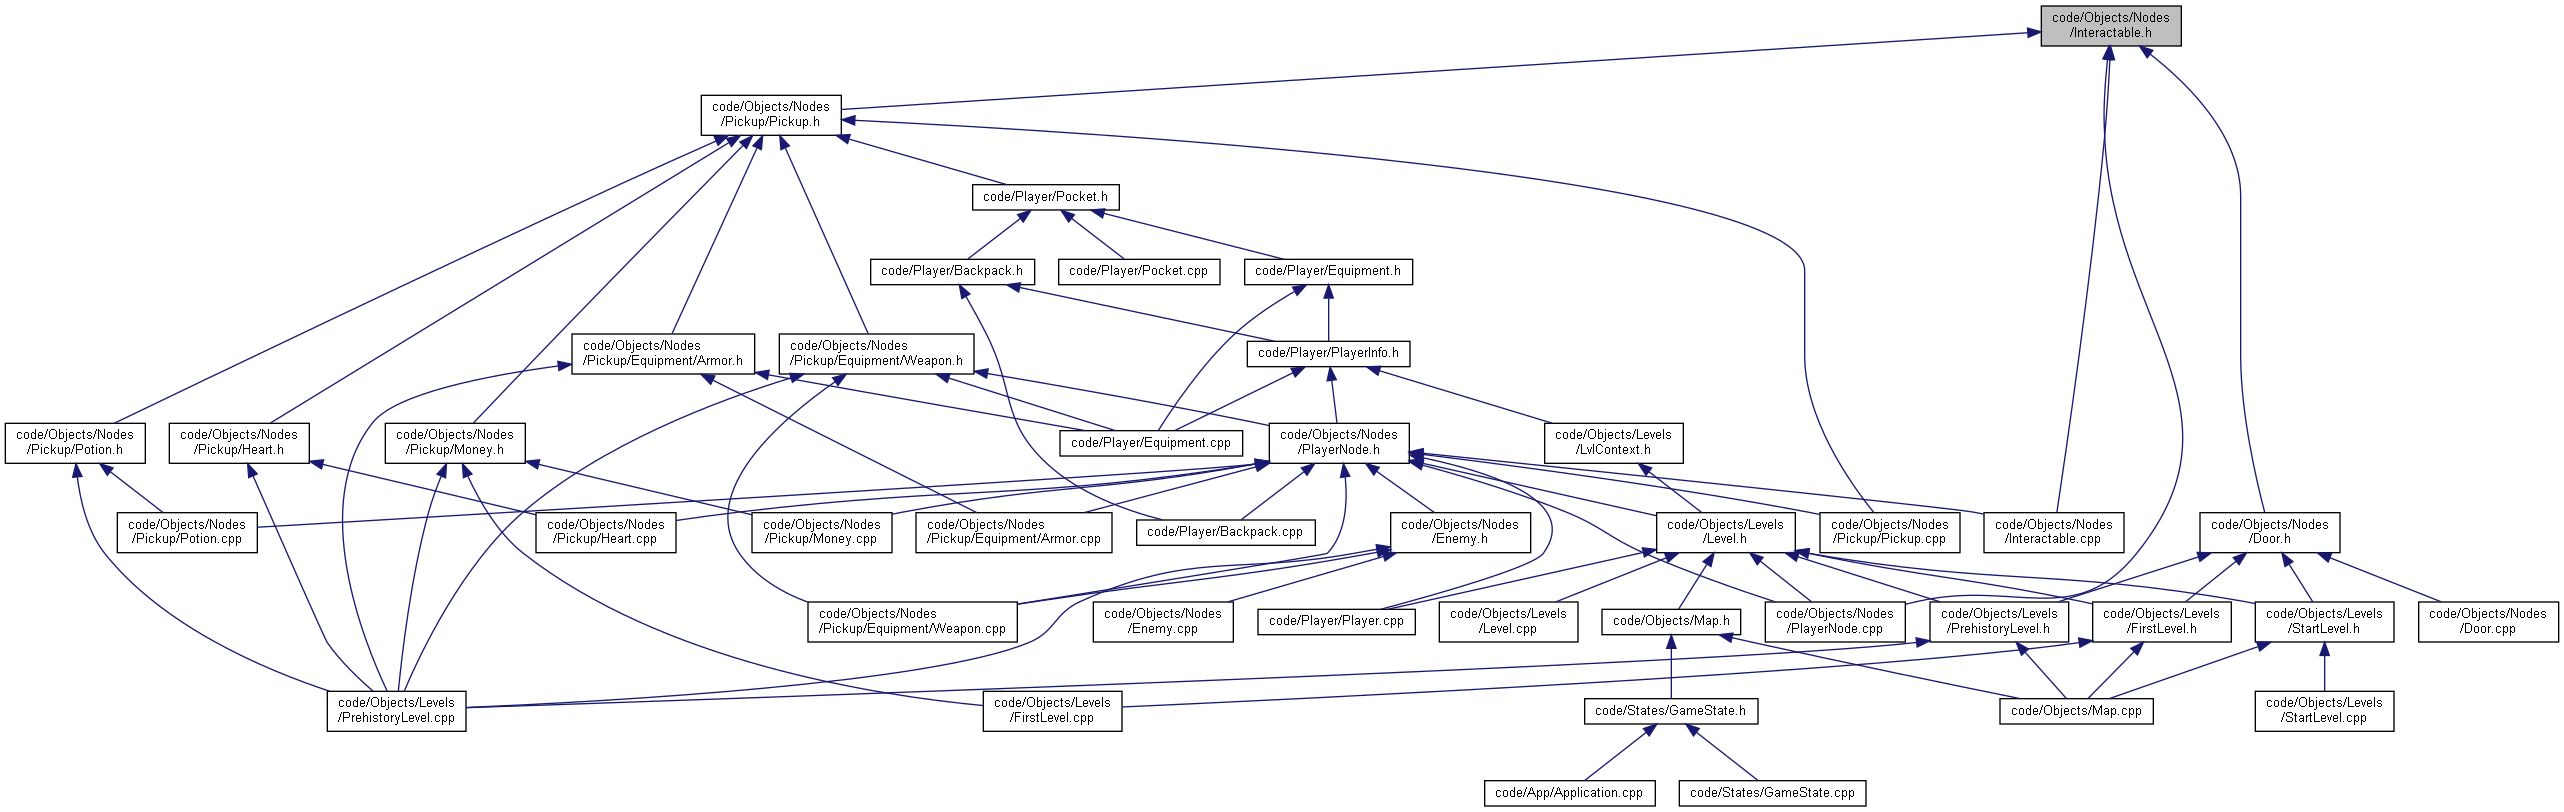 code/Objects/Nodes
/Interactable.h
code/Objects/Nodes
/Pickup/Pickup.h
code/Player/Pocket.h
code/Player/Backpack.h
code/Player/Pocket.cpp
code/Player/Equipment.h
code/Objects/Nodes
/Pickup/Equipment/Armor.h
code/Objects/Nodes
/Pickup/Equipment/Weapon.h
code/Player/PlayerInfo.h
code/Objects/Nodes
/Pickup/Potion.h
code/Objects/Nodes
/Pickup/Heart.h
code/Objects/Nodes
/Pickup/Money.h
code/Player/Equipment.cpp
code/Objects/Nodes
/PlayerNode.h
code/Objects/Levels
/LvlContext.h
code/Objects/Nodes
/Pickup/Potion.cpp
code/Objects/Nodes
/Pickup/Heart.cpp
code/Objects/Nodes
/Pickup/Money.cpp
code/Objects/Nodes
/Pickup/Equipment/Armor.cpp
code/Player/Backpack.cpp
code/Objects/Nodes
/Enemy.h
code/Objects/Levels
/Level.h
code/Objects/Nodes
/Pickup/Pickup.cpp
code/Objects/Nodes
/Interactable.cpp
code/Objects/Nodes
/Door.h
code/Objects/Nodes
/Pickup/Equipment/Weapon.cpp
code/Objects/Nodes
/Enemy.cpp
code/Player/Player.cpp
code/Objects/Levels
/Level.cpp
code/Objects/Map.h
code/Objects/Nodes
/PlayerNode.cpp
code/Objects/Levels
/PrehistoryLevel.h
code/Objects/Levels
/FirstLevel.h
code/Objects/Levels
/StartLevel.h
code/Objects/Nodes
/Door.cpp
code/Objects/Levels
/PrehistoryLevel.cpp
code/Objects/Levels
/FirstLevel.cpp
code/States/GameState.h
code/Objects/Map.cpp
code/Objects/Levels
/StartLevel.cpp
code/App/Application.cpp
code/States/GameState.cpp